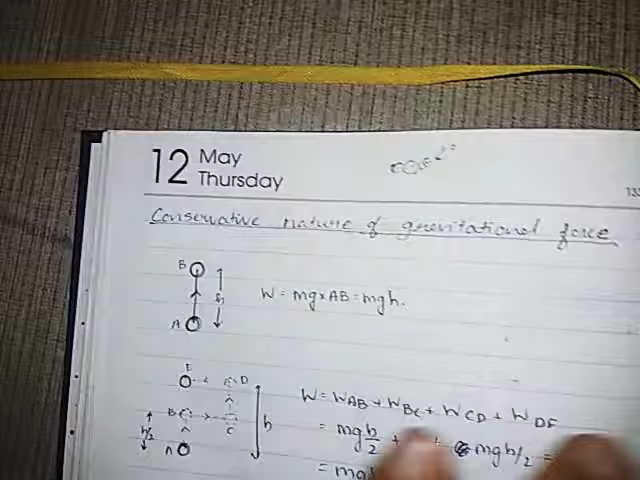 12 May
Thursday
Conservative nature of gravitational force
B
h
A
W = mg×AB = mgh.
E D
B C
h/2 h
A
W = WAB + WBC + WCD + WDE
= mg h/2 + + mgh/2 =
= mg